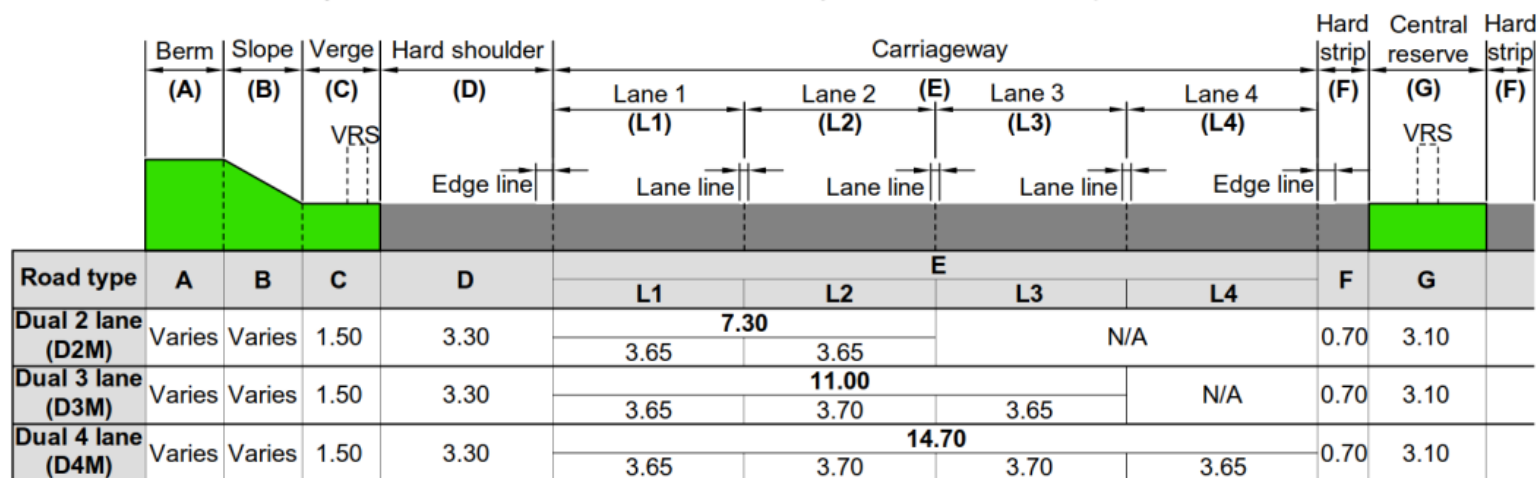 Hard Central Hard
Berm Slope Verge Hard shoulder Carriageway strip reserve strip
(A) (B) (C) (D) (E) (F) (G) (F)
Lane 1 Lane 2 Lane 3 Lane 4
(L1) (L2) (L3) (L4)
VRS VRS
Edge line Lane line Lane line Lane line Edge line
Road type A B C D E F G
L1 L2 L3 L4
Dual 2 lane (D2M) Varies Varies 1.50 3.30 7.30 N/A 0.70 3.10
3.65 3.65
Dual 3 lane (D3M) Varies Varies 1.50 3.30 11.00 N/A 0.70 3.10
3.65 3.70 3.65
Dual 4 lane (D4M) Varies Varies 1.50 3.30 14.70 0.70 3.10
3.65 3.70 3.70 3.65